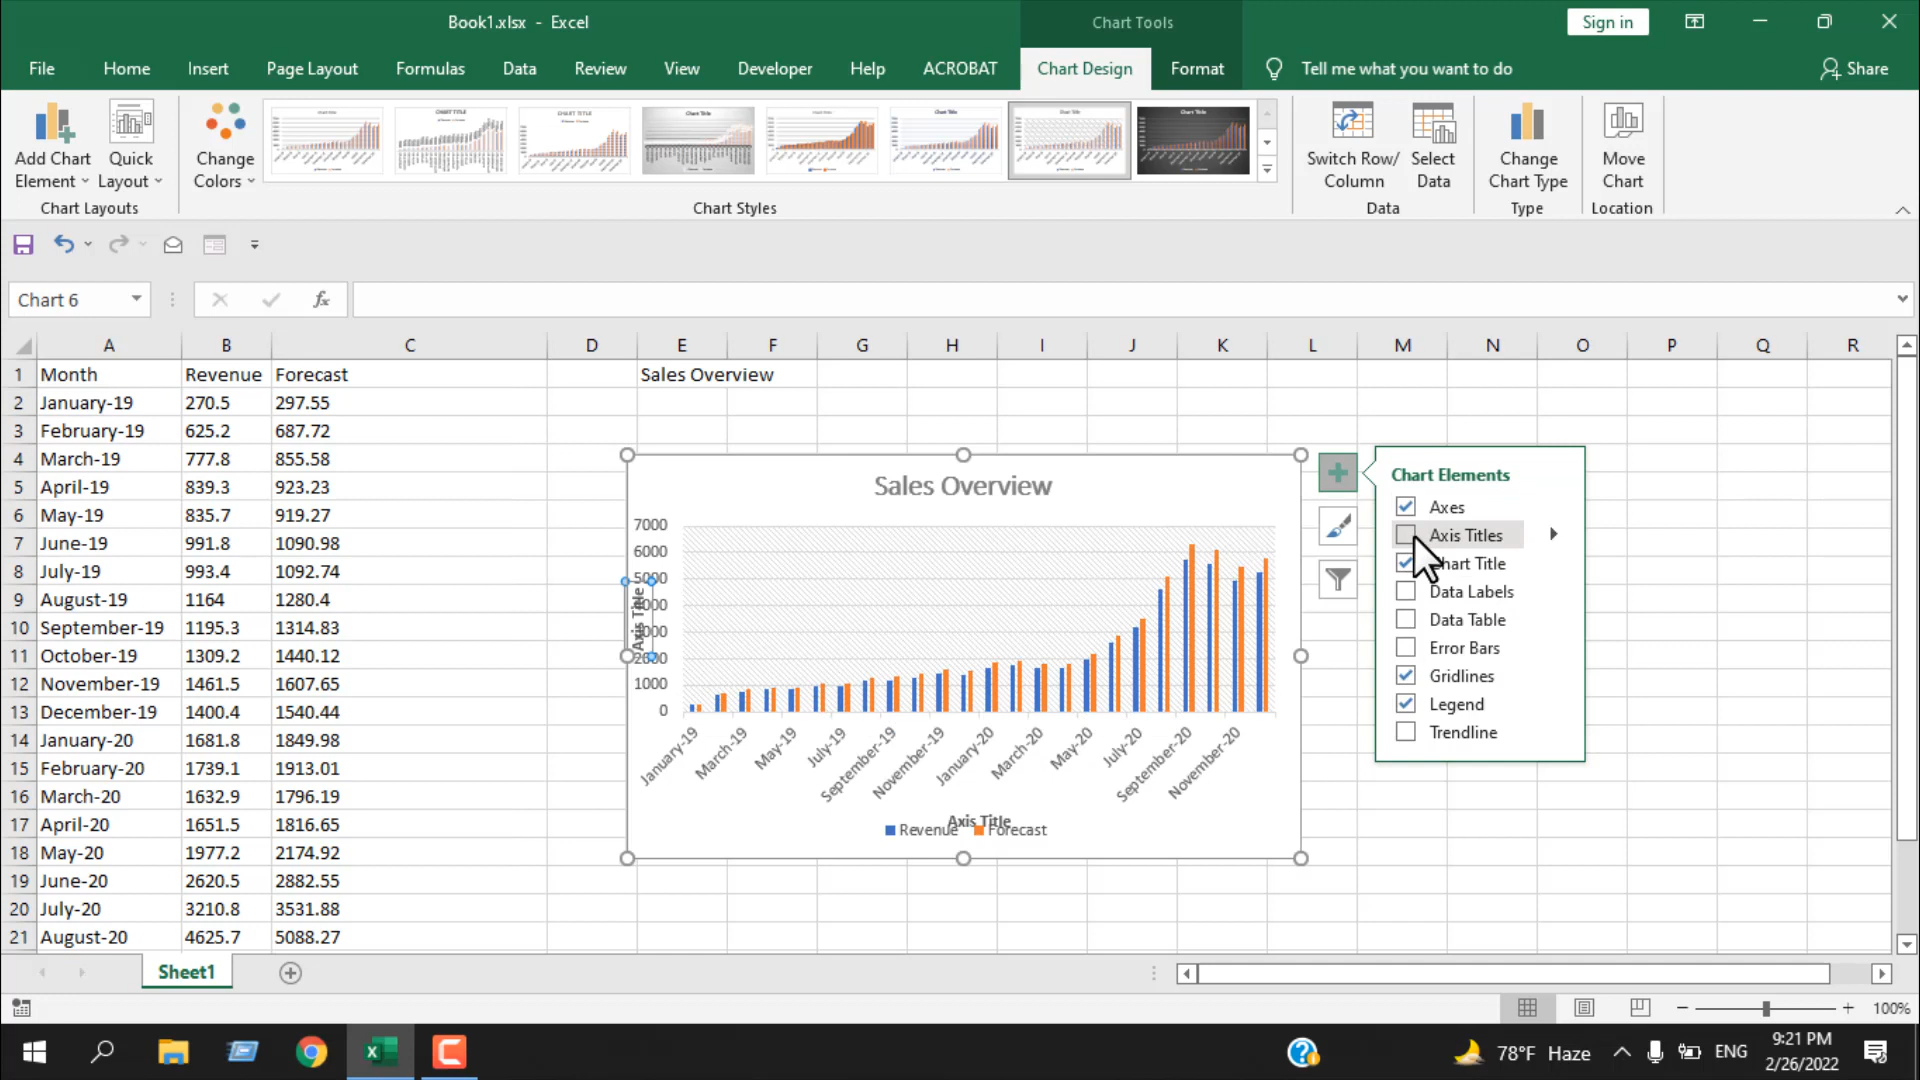 Book1.xlsx - Excel
Chart Tools
Sign in
File Home Insert Page Layout Formulas Data Review View Developer Help ACROBAT Chart Design Format Tell me what you want to do Share
Add Chart Element
Quick Layout
Chart Layouts
Change Colors
Chart Styles
Switch Row/ Column
Select Data
Data
Change Chart Type
Type
Move Chart
Location
Chart 6
fx
A B C D E F G H I J K L M N O P Q R
1 Month Revenue Forecast Sales Overview
2 January-19 270.5 297.55
3 February-19 625.2 687.72
4 March-19 777.8 855.58
5 April-19 839.3 923.23
6 May-19 835.7 919.27
7 June-19 991.8 1090.98
8 July-19 993.4 1092.74
9 August-19 1164 1280.4
10 September-19 1195.3 1314.83
11 October-19 1309.2 1440.12
12 November-19 1461.5 1607.65
13 December-19 1400.4 1540.44
14 January-20 1681.8 1849.98
15 February-20 1739.1 1913.01
16 March-20 1632.9 1796.19
17 April-20 1651.5 1816.65
18 May-20 1977.2 2174.92
19 June-20 2620.5 2882.55
20 July-20 3210.8 3531.88
21 August-20 4625.7 5088.27
Sales Overview
7000
6000
5000
4000
3000
2000
1000
0
Axis Title
January-19 March-19 May-19 July-19 September-19 November-19 January-20 March-20 May-20 July-20 September-20 November-20
Axis Title
Revenue Forecast
Chart Elements
Axes
Axis Titles
Chart Title
Data Labels
Data Table
Error Bars
Gridlines
Legend
Trendline
Sheet1
100%
78°F Haze
ENG
9:21 PM
2/26/2022